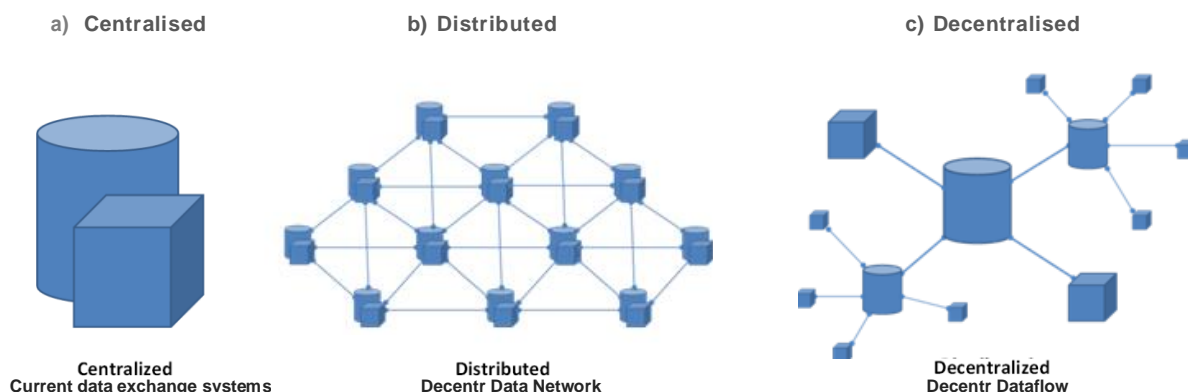 a) Centralised
b) Distributed
c) Decentralised
Centralized
Current data exchange systems
Distributed
Decentr Data Network
Decentralized
Decentr Dataflow